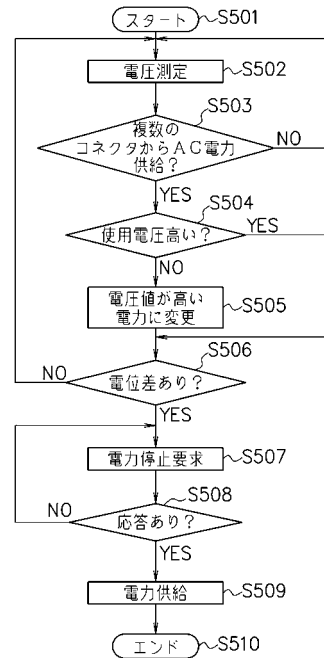 スタート
S501
電圧測定
S502
S503
複数の
コネクタからAC電力
供給？
NO
YES
S504
使用電圧高い？
YES
NO
電圧値が高い
電力に変更
S505
S506
NO
電位差あり？
YES
電力停止要求
S507
S508
NO
応答あり？
YES
電力供給
S509
エンド
S510